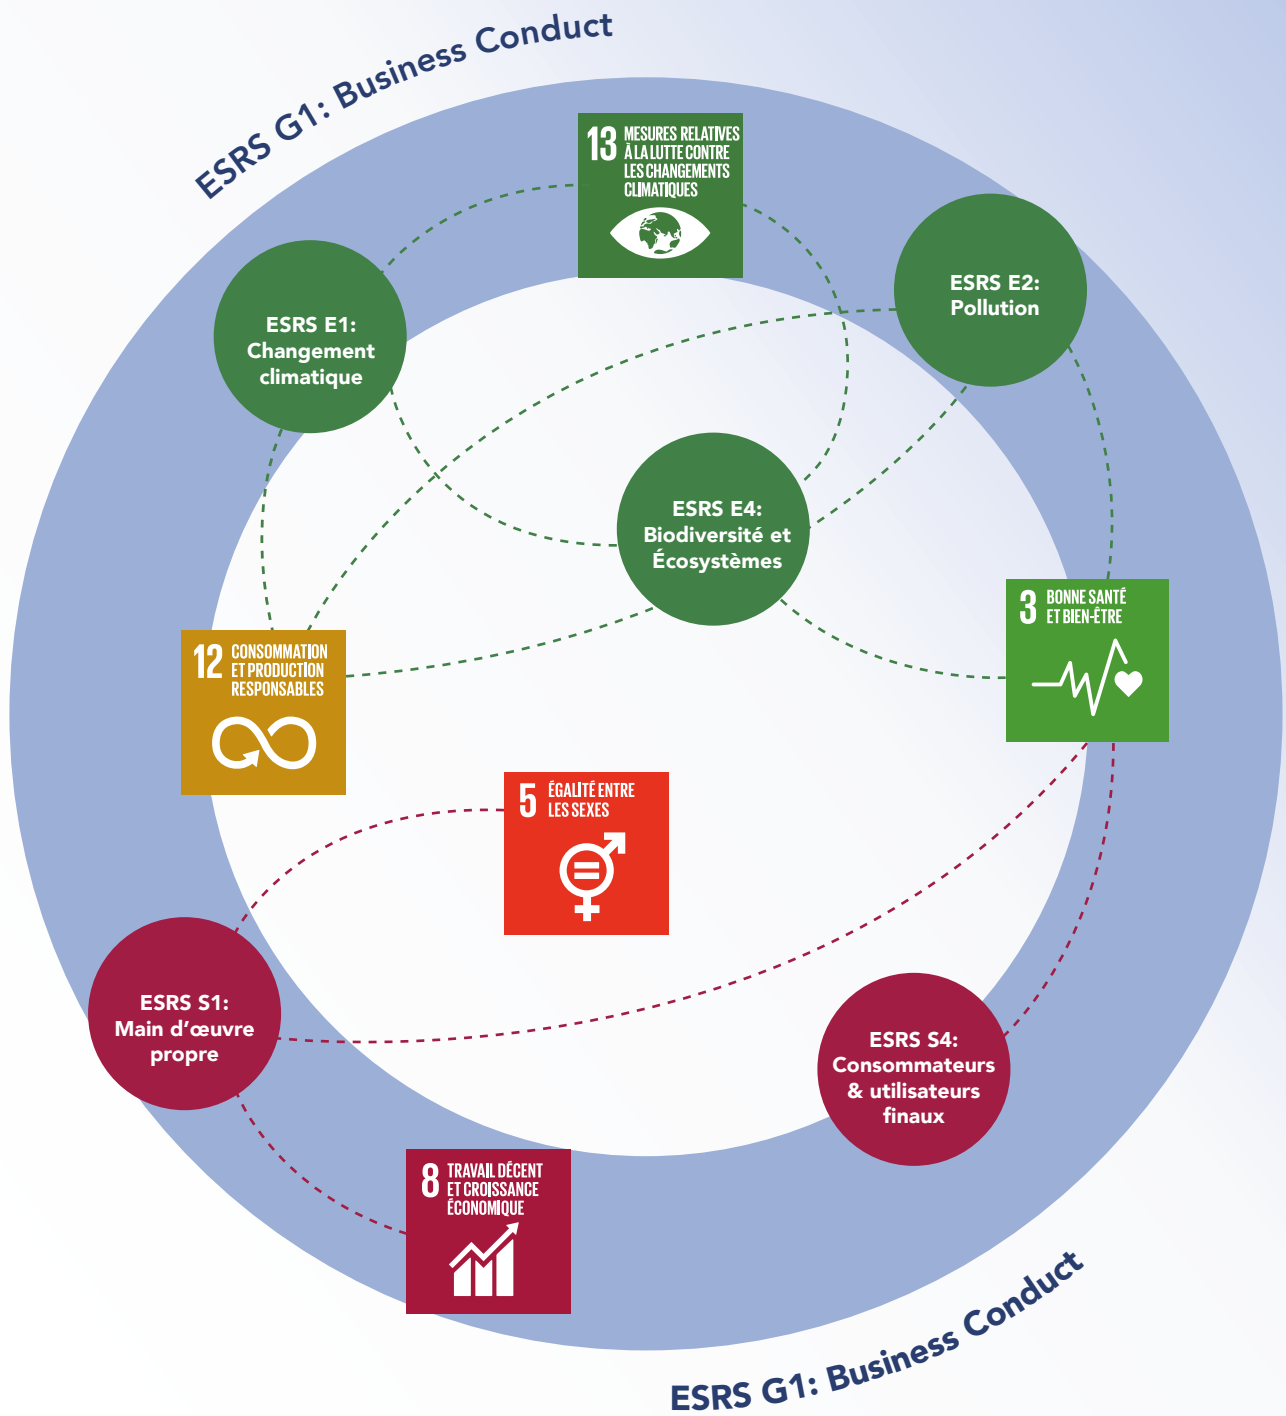 ESRS G1: Business Conduct
13 MESURES RELATIVES
À LA LUTTE CONTRE
LES CHANGEMENTS
CLIMATIQUES
ESRS E2:
Pollution
ESRS E1:
Changement
climatique
ESRS E4:
Biodiversité et
Écosystèmes
3 BONNE SANTÉ
ET BIEN-ÊTRE
12 CONSOMMATION
ET PRODUCTION
RESPONSABLES
5 ÉGALITÉ ENTRE
LES SEXES
ESRS S1:
Main d’œuvre
propre
ESRS S4:
Consommateurs
& utilisateurs
finaux
8 TRAVAIL DÉCENT
ET CROISSANCE
ÉCONOMIQUE
ESRS G1: Business Conduct